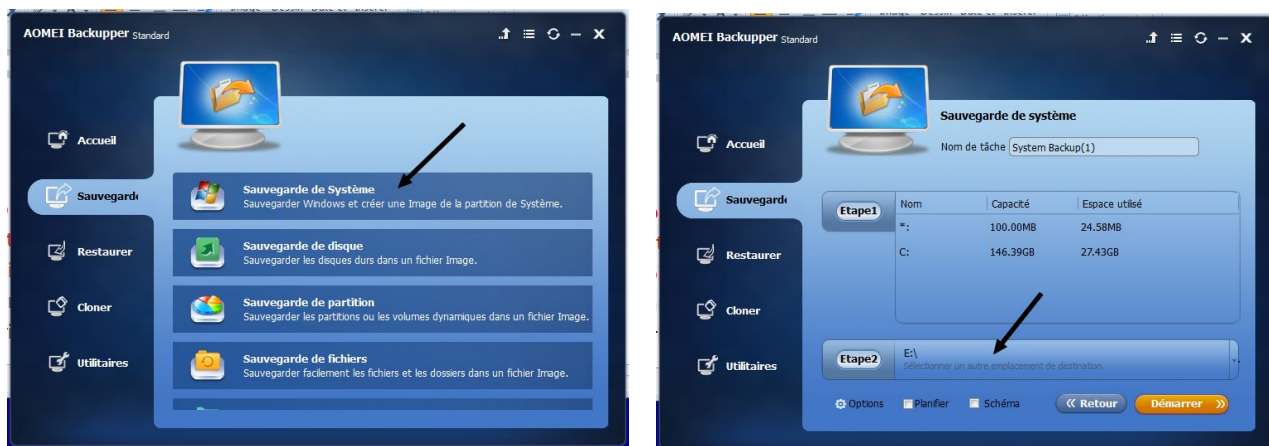 AOMEI Backupper Standard
Accueil
Sauvegarde
Restaurer
Cloner
Utilitaires
Sauvegarde de Système
Sauvegarder Windows et créer une Image de la partition de Système.
Sauvegarde de disque
Sauvegarder les disques durs dans un fichier Image.
Sauvegarde de partition
Sauvegarder les partitions ou les volumes dynamiques dans un fichier Image.
Sauvegarde de fichiers
Sauvegarder facilement les fichiers et les dossiers dans un fichier Image.
AOMEI Backupper Standard
Accueil
Sauvegarde
Restaurer
Cloner
Utilitaires
Sauvegarde de système
Nom de tâche System Backup(1)
Etape1
Nom Capacité Espace utilisé
*: 100.00MB 24.58MB
C: 146.39GB 27.43GB
Etape2
E:\
Sélectionner un autre emplacement de destination.
Options Planifier Schéma Retour Démarrer